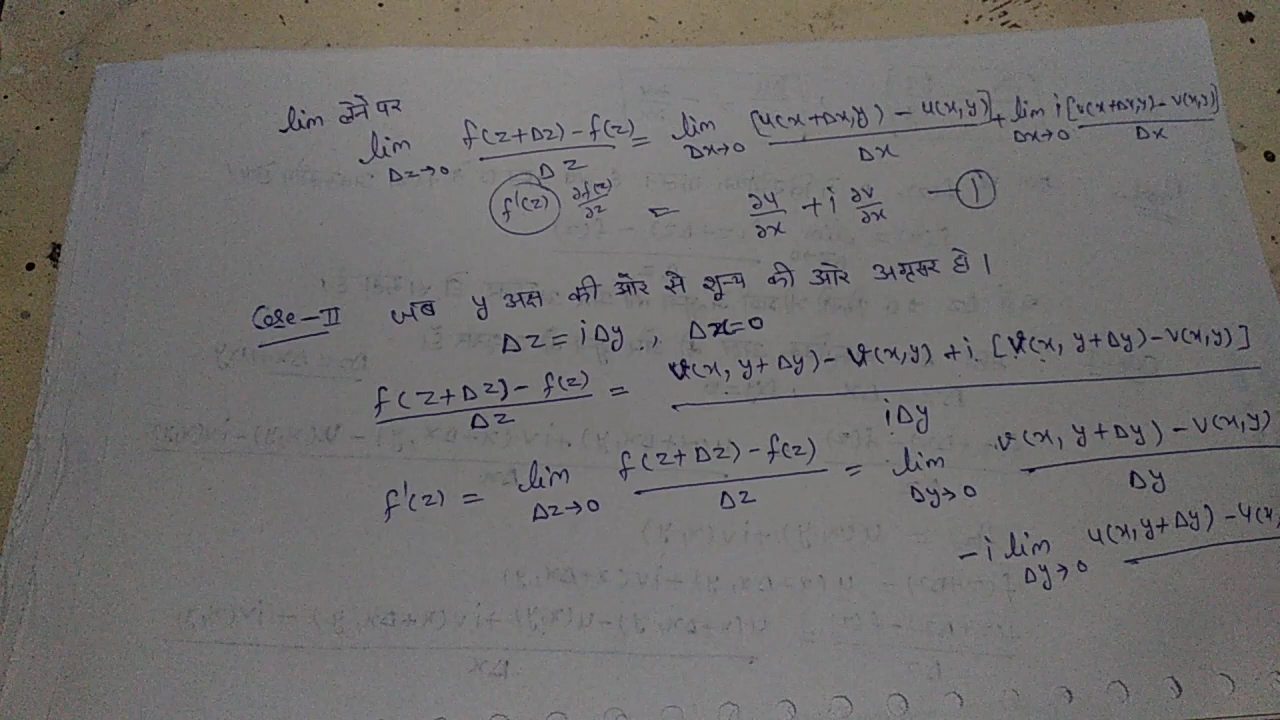 lim लेने पर
lim Δz→0 f(z+Δz)-f(z)/Δz = lim Δx→0 [u(x+Δx,y) - u(x,y)]/Δx + lim Δx→0 i[v(x+Δx,y)-v(x,y)]/Δx
f'(z) ∂f(z)/∂z = ∂u/∂x + i ∂v/∂x —①
Case-II जब y अक्ष की ओर से शून्य की ओर अग्रसर हो।
Δz = iΔy, Δx=0
f(z+Δz)-f(z)/Δz = v(x, y+Δy) - v(x,y) + i [v(x, y+Δy)-v(x,y)]/iΔy
f'(z) = lim Δz→0 f(z+Δz)-f(z)/Δz = lim Δy→0 v(x, y+Δy) - v(x,y)/Δy
-i lim Δy→0 u(x,y+Δy) - u(x,